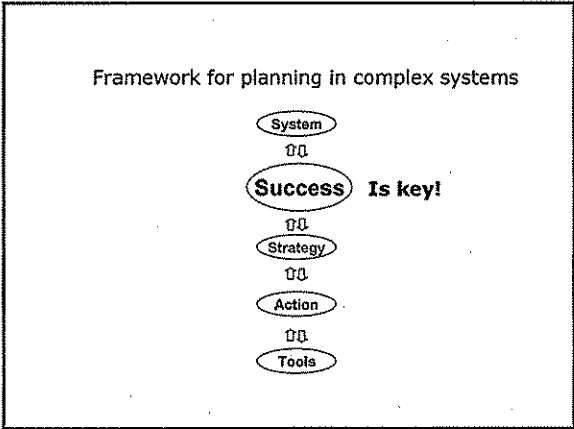 Framework for planning in complex systems
System
Success Is key!
Strategy
Action
Tools